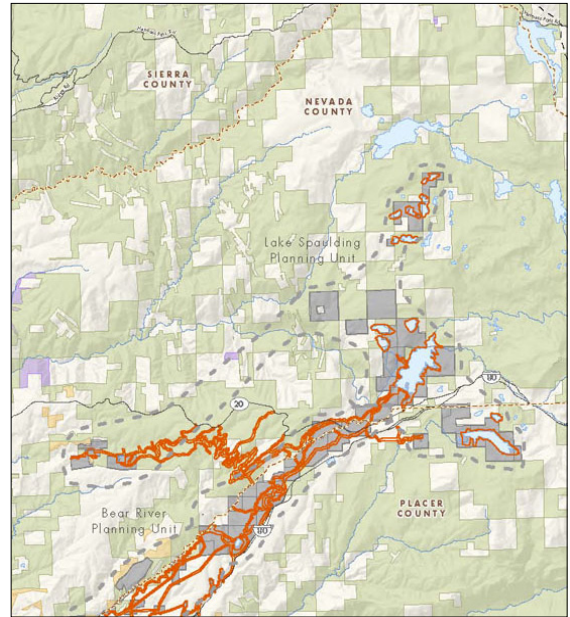 SIERRA
COUNTY
NEVADA
COUNTY
Lake Spaulding
Planning Unit
80
20
Bear River
Planning Unit
PLACER
COUNTY
80